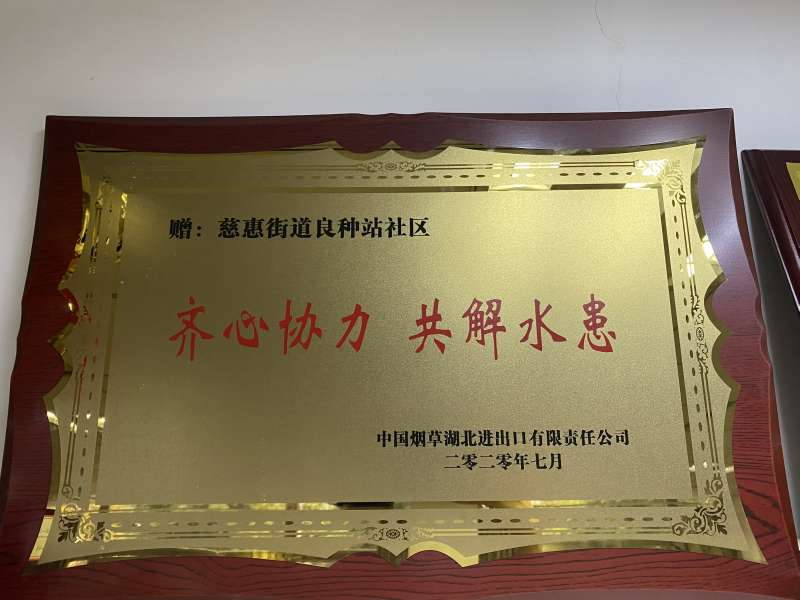 赠：慈惠街道良种站社区
齐心协力 共解水患
中国烟草湖北进出口有限责任公司
二零二零年七月